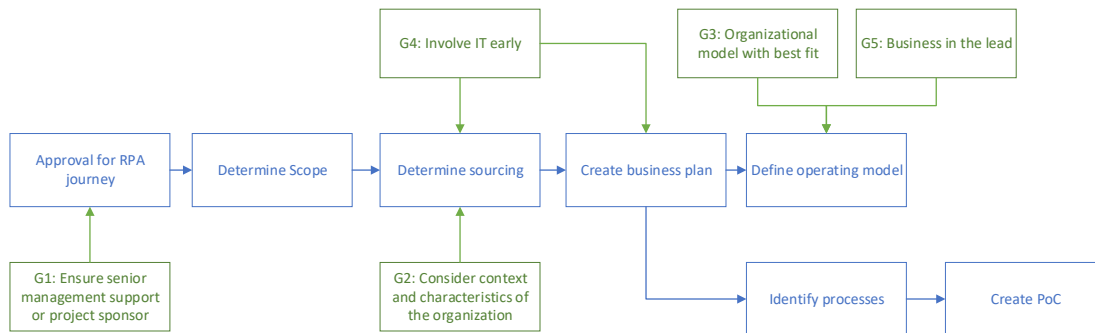 G4: Involve IT early
G3: Organizational
model with best fit
G5: Business in the lead
Approval for RPA
journey
Determine Scope
Determine sourcing
Create business plan
Define operating model
G1: Ensure senior
management support
or project sponsor
G2: Consider context
and characteristics of
the organization
Identify processes
Create PoC